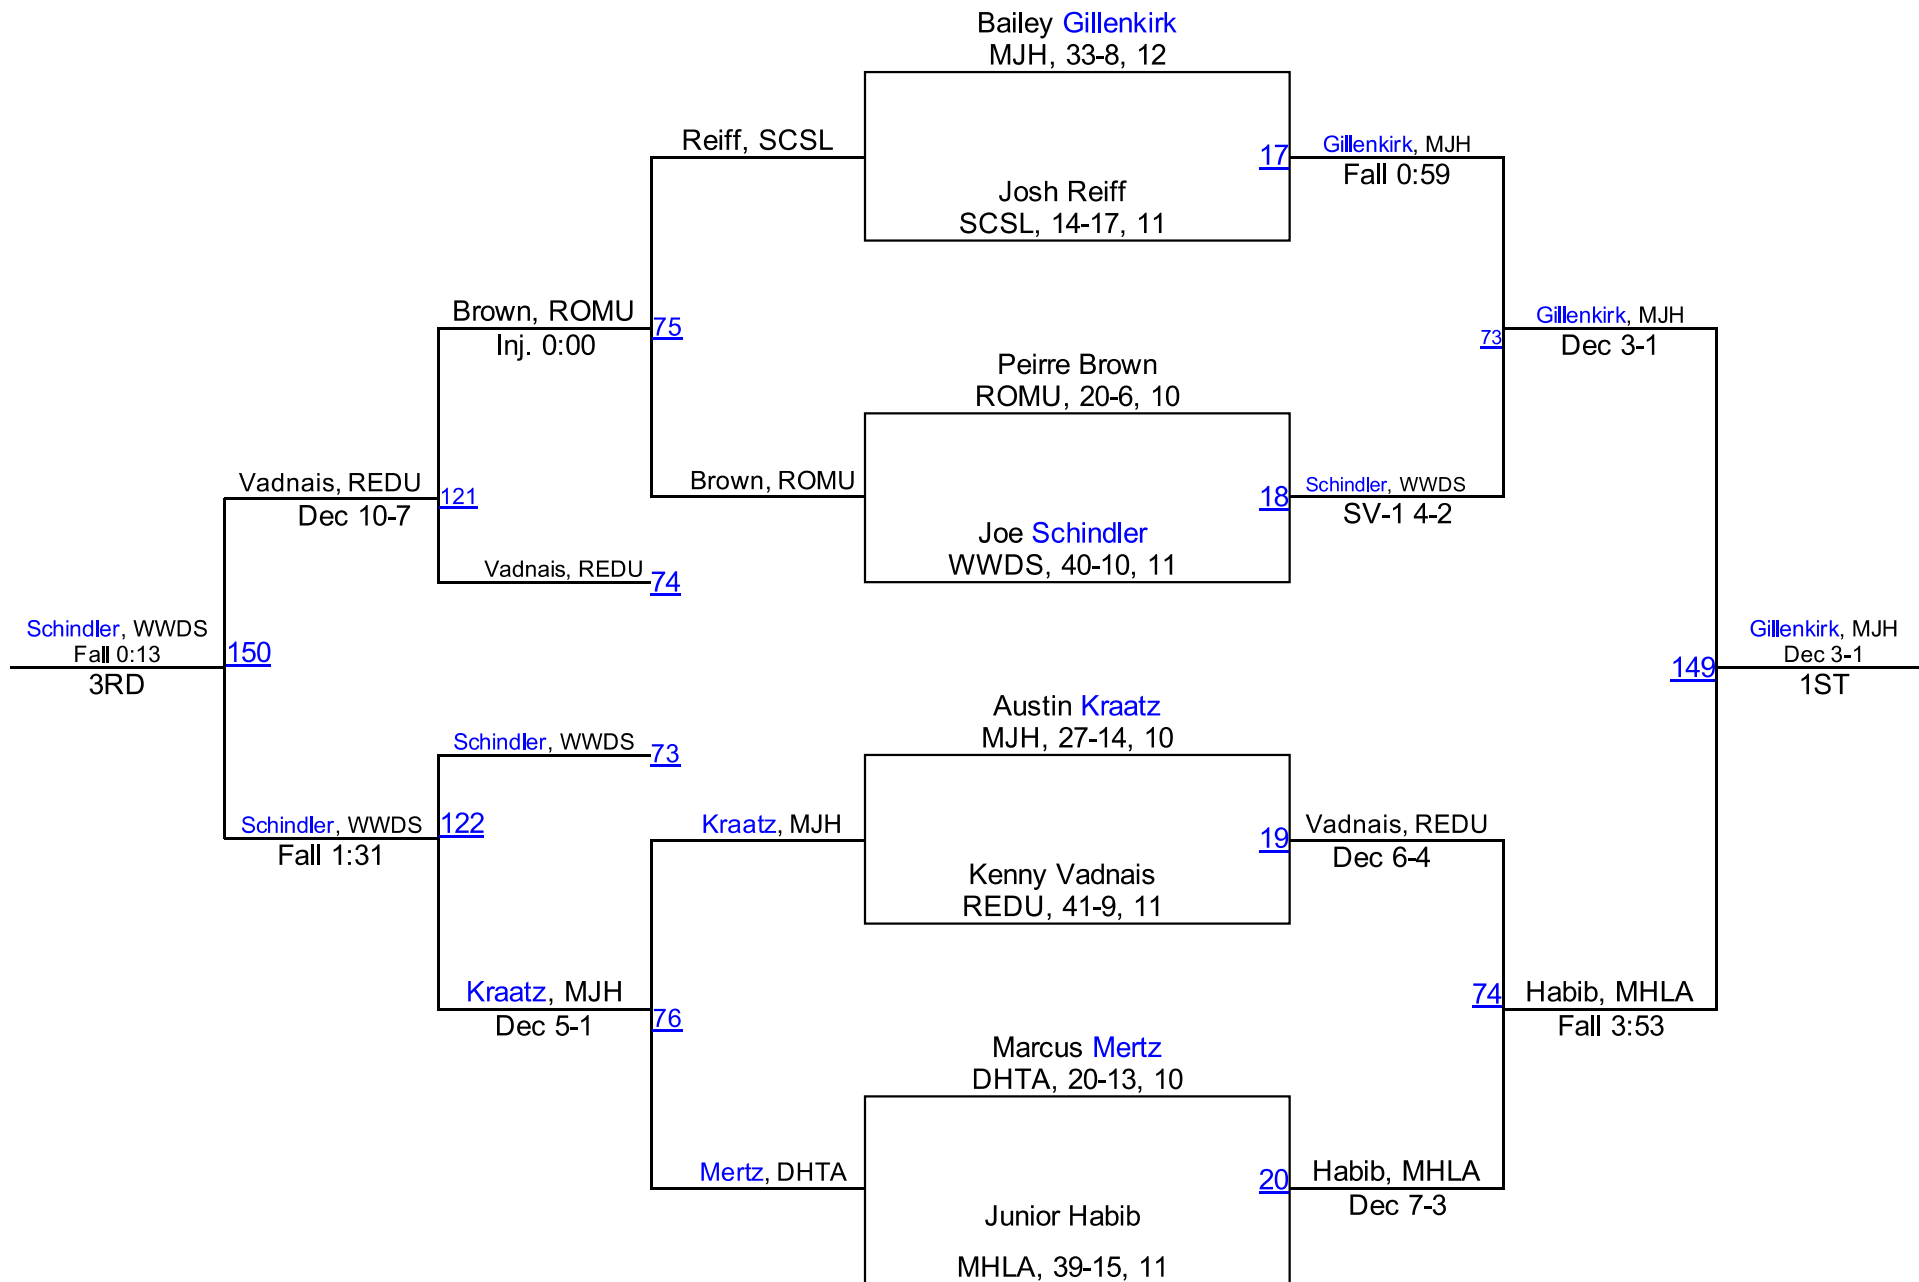 Bailey Gillenkirk
MJH, 33-8, 12
Reiff, SCSL
17
Gillenkirk, MJH
Fall 0:59
Josh Reiff
SCSL, 14-17, 11
Brown, ROMU
Inj. 0:00
75
73
Gillenkirk, MJH
Dec 3-1
Peirre Brown
ROMU, 20-6, 10
Vadnais, REDU
Dec 10-7
121
Brown, ROMU
18
Schindler, WWDS
SV-1 4-2
Joe Schindler
WWDS, 40-10, 11
Vadnais, REDU
74
Schindler, WWDS
Fall 0:13
3RD
150
149
Gillenkirk, MJH
Dec 3-1
1ST
Austin Kraatz
MJH, 27-14, 10
Schindler, WWDS
73
Schindler, WWDS
Fall 1:31
122
Kraatz, MJH
19
Vadnais, REDU
Dec 6-4
Kenny Vadnais
REDU, 41-9, 11
Kraatz, MJH
Dec 5-1
76
74
Habib, MHLA
Fall 3:53
Marcus Mertz
DHTA, 20-13, 10
Mertz, DHTA
20
Habib, MHLA
Dec 7-3
Junior Habib
MHLA, 39-15, 11